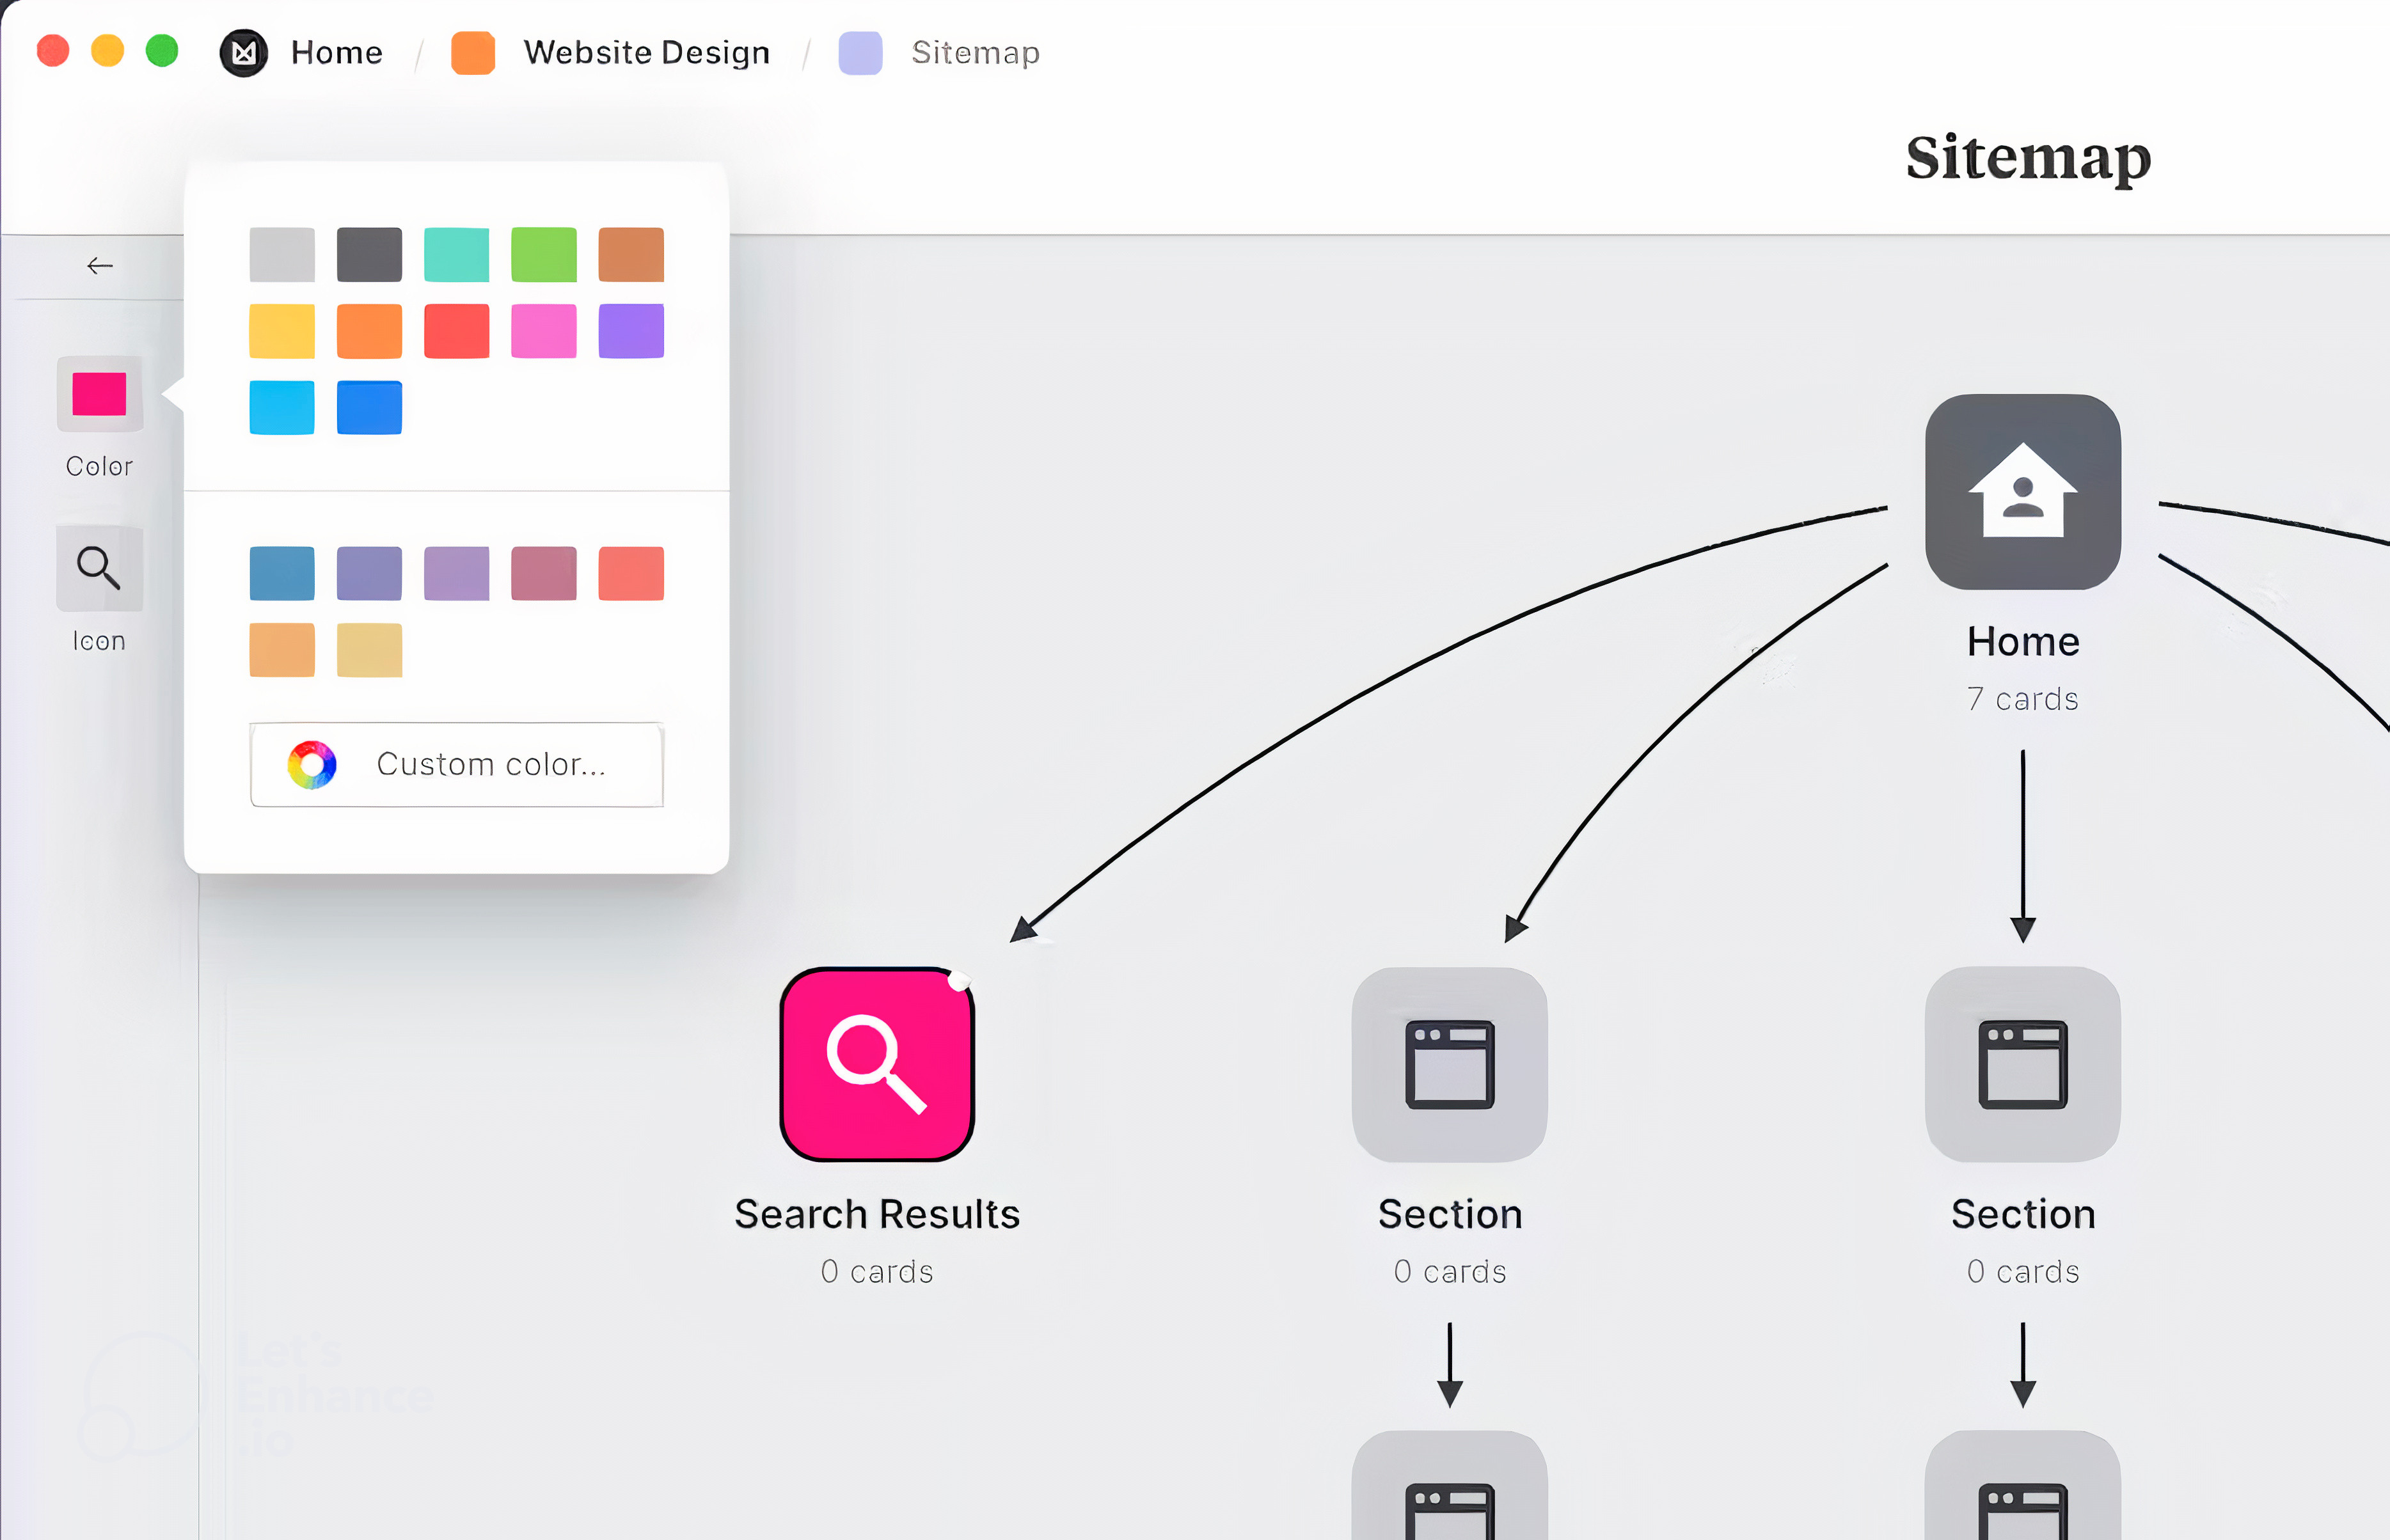 Home / Website Design / Sitemap
Sitemap
←
Color
Icon
Custom color...
Home
7 cards
Search Results
0 cards
Section
0 cards
Section
0 cards
Let's
Enhance
.io